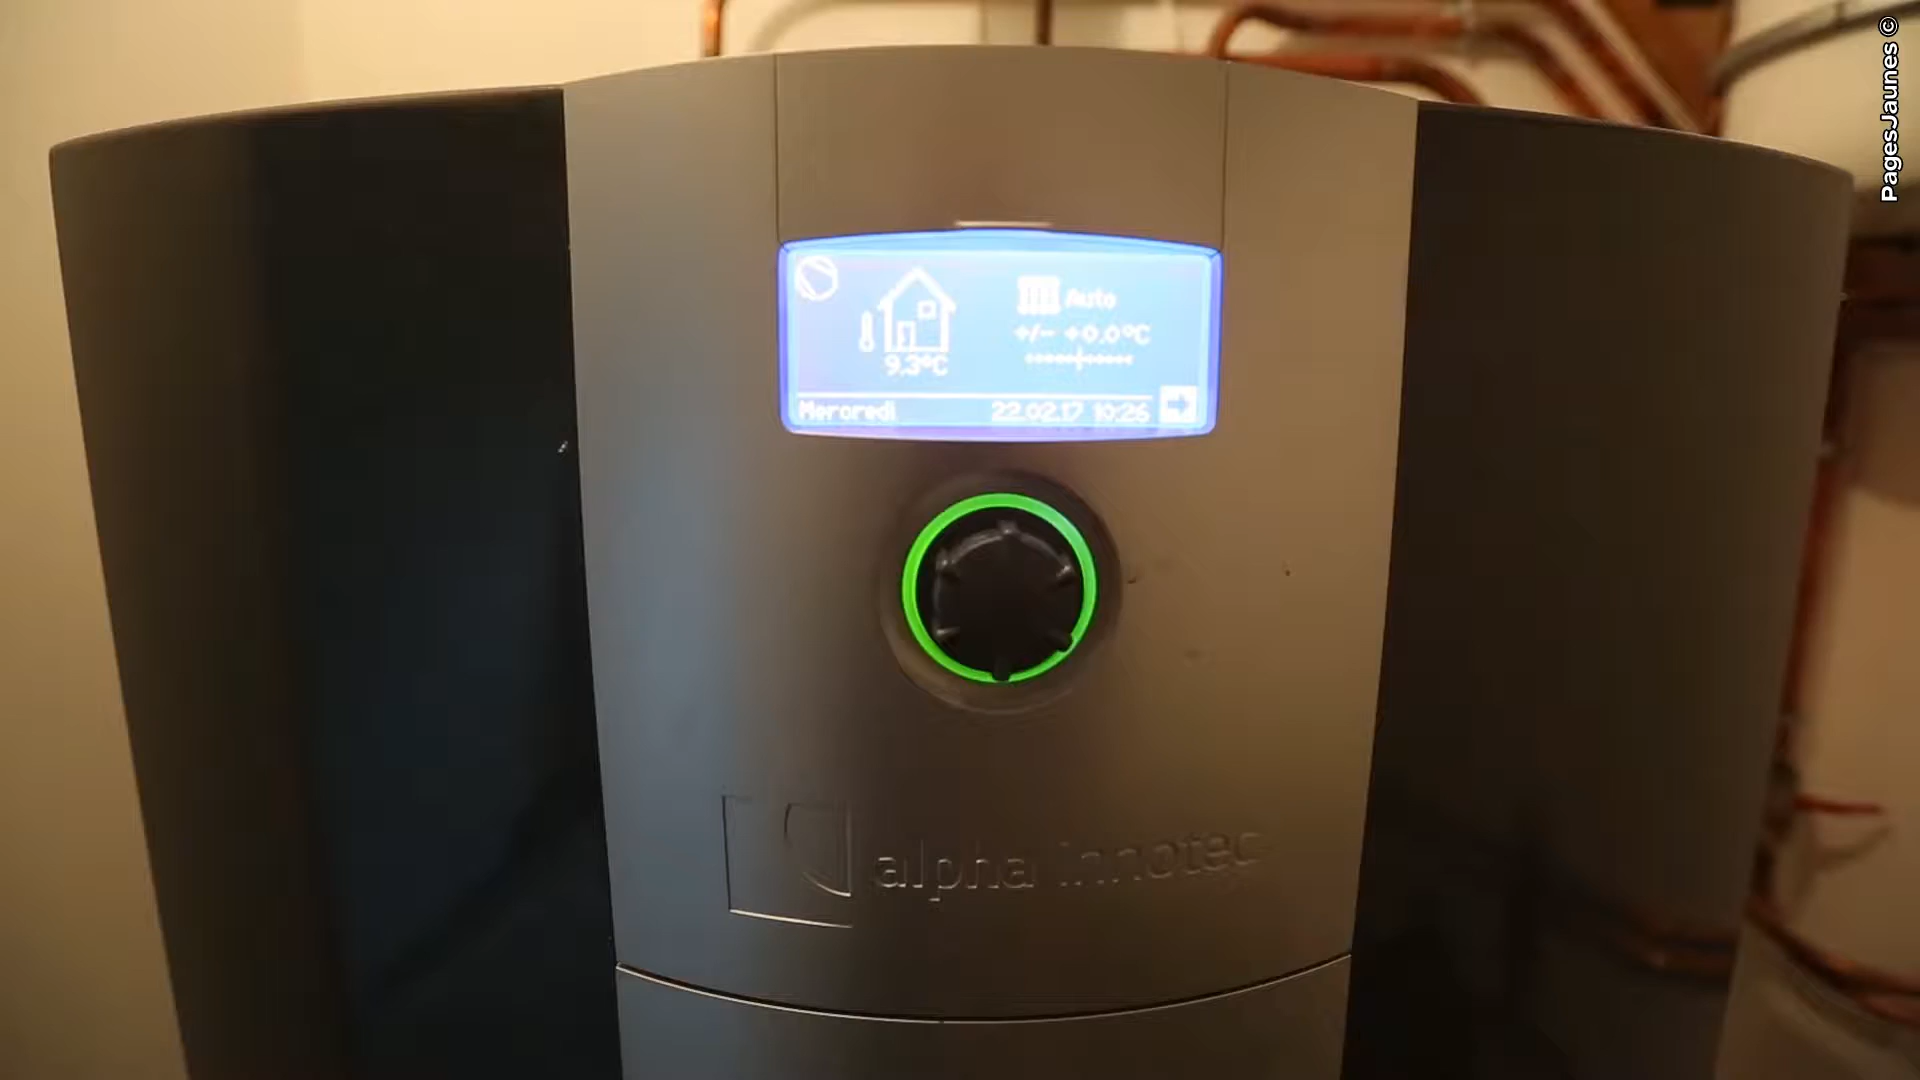 Auto
+/- +0.0°C
9.3°C
Mercredi 22.02.17 10:26
alpha innotec
PagesJaunes ©